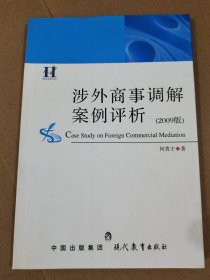 涉外商事调解
案例评析
(2009版)
Case Study on Foreign Commercial Mediation
著
中国出版集团 现代教育出版社